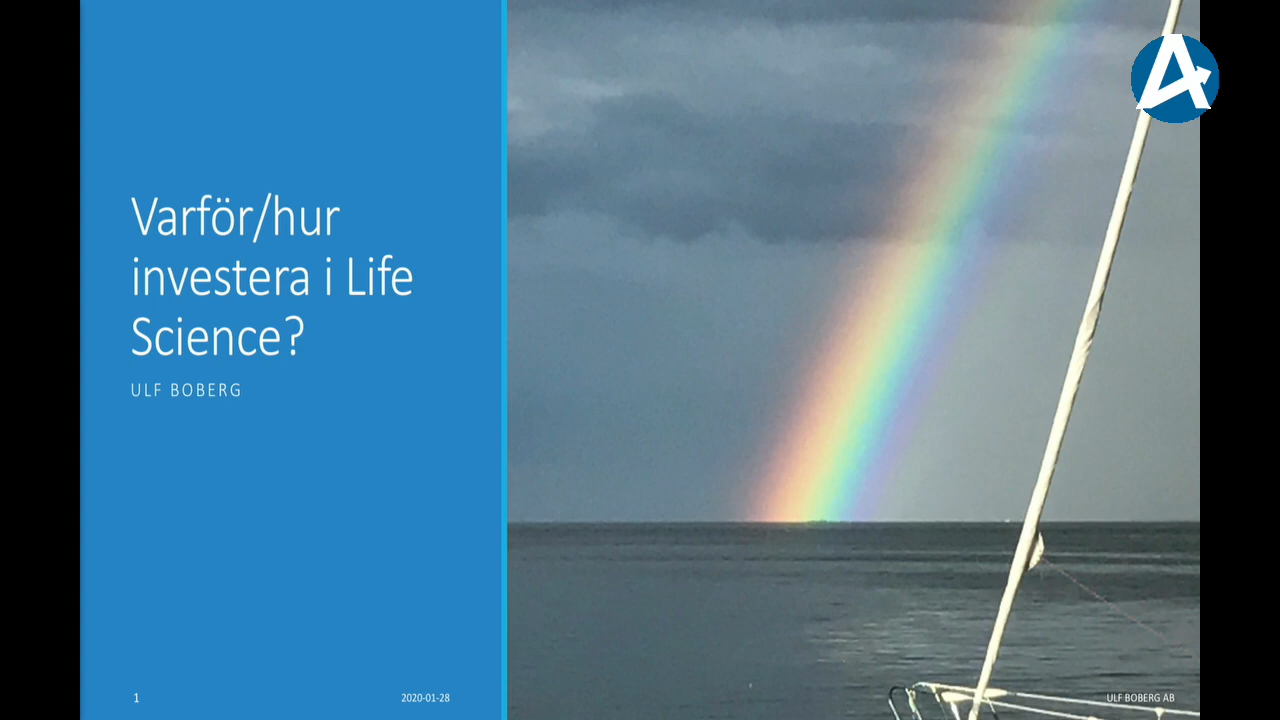 Varför/hur
investera i Life
Science?
ULF BOBERG
1
2020-01-28
ULF BOBERG AB